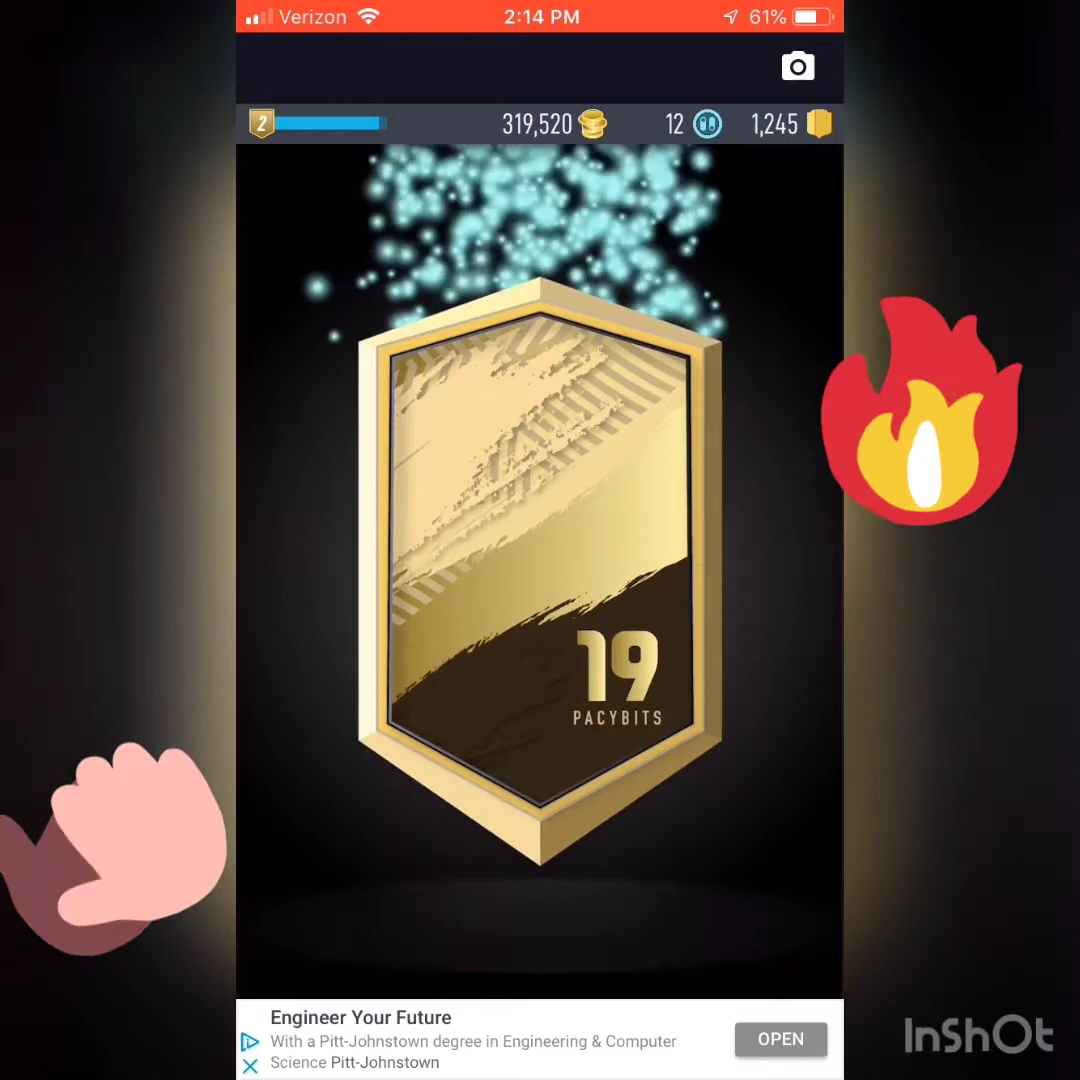 Verizon 2:14 PM 61%
2 319,520 12 1,245
19
PACYBITS
Engineer Your Future
With a Pitt-Johnstown degree in Engineering & Computer
Science Pitt-Johnstown
OPEN
InShOt